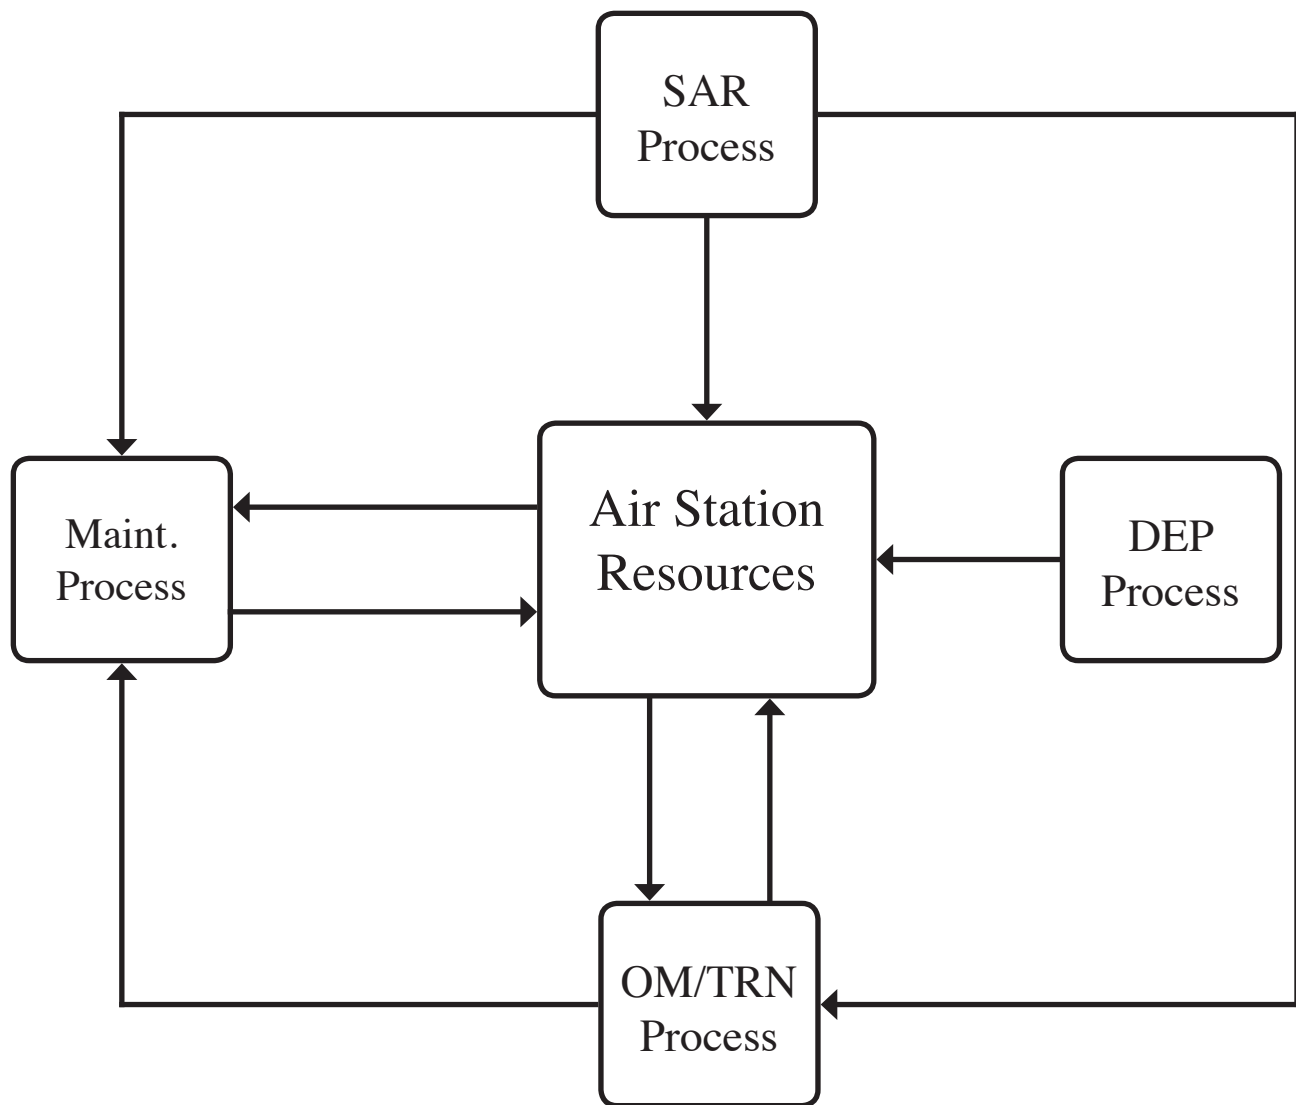 SAR
Process
Air Station
Resources
Maint.
Process
DEP
Process
OM/TRN
Process